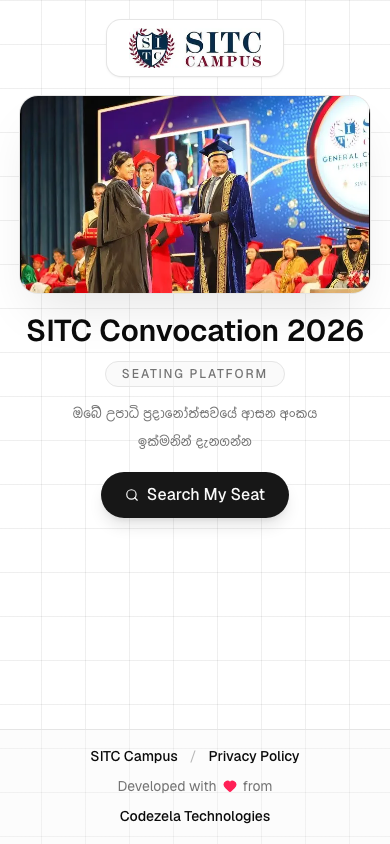 SITC
CAMPUS
SITC Convocation 2026
SEATING PLATFORM
ඔබේ උපාධි ප්‍රදානෝත්සවයේ ආසන අංකය
ඉක්මනින් දැනගන්න
Search My Seat
SITC Campus / Privacy Policy
Developed with ❤ from
Codezela Technologies